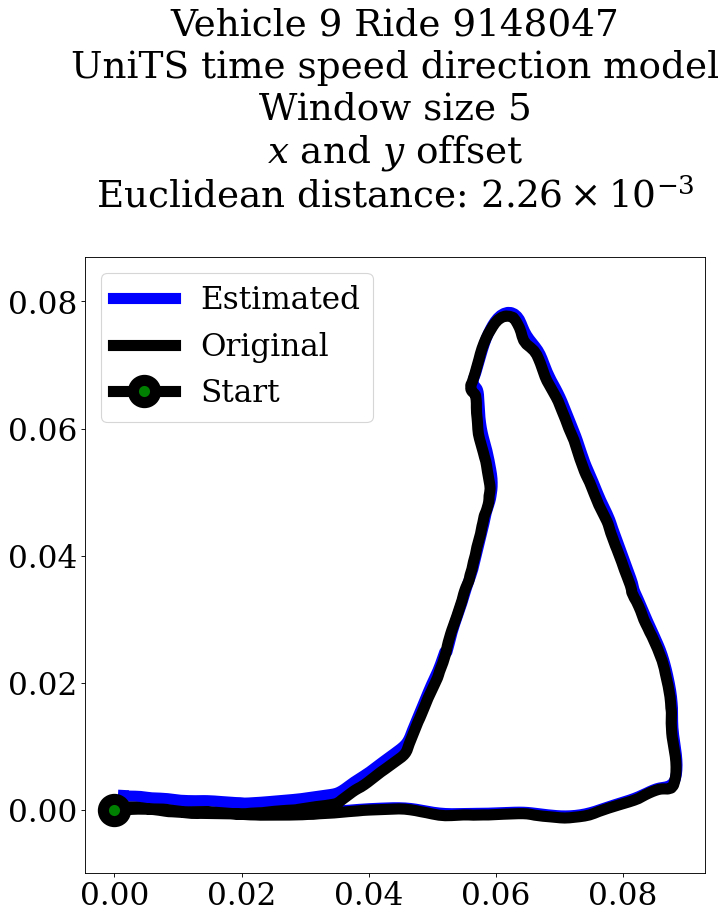 Vehicle 9 Ride 9148047
UniTS time speed direction model
Window size 5
x and y offset
Euclidean distance: 2.26 × 10⁻³
Estimated
Original
Start
0.08
0.06
0.04
0.02
0.00
0.00 0.02 0.04 0.06 0.08